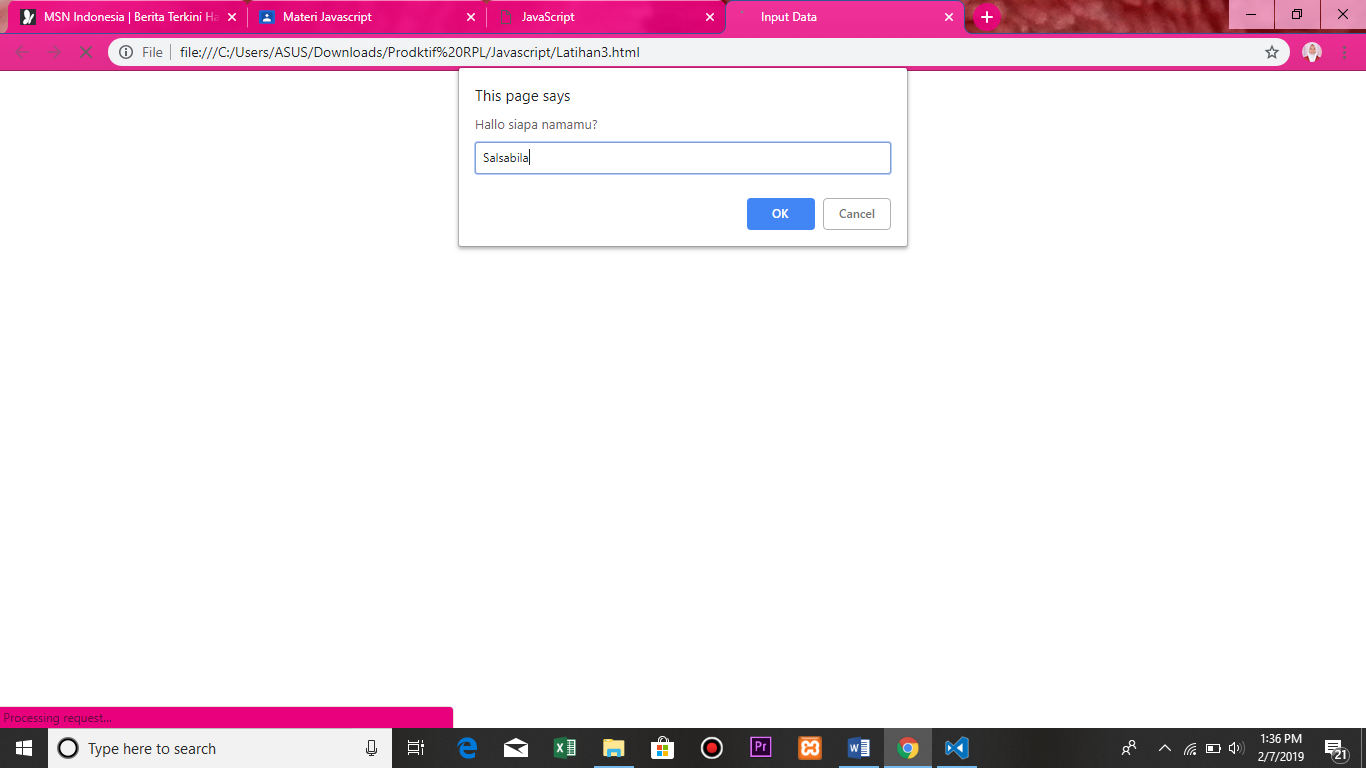 MSN Indonesia | Berita Terkini Ha
Materi Javascript
JavaScript
Input Data
File
file:///C:/Users/ASUS/Downloads/Prodktif%20RPL/Javascript/Latihan3.html
This page says
Hallo siapa namamu?
Salsabila
OK
Cancel
Processing request...
Type here to search
Pr
1:36 PM
2/7/2019
21